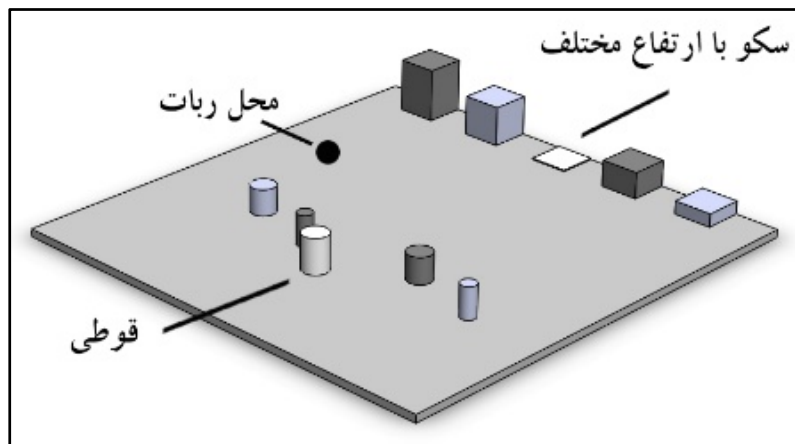 سکو با ارتفاع مختلف
محل ربات
قوطی